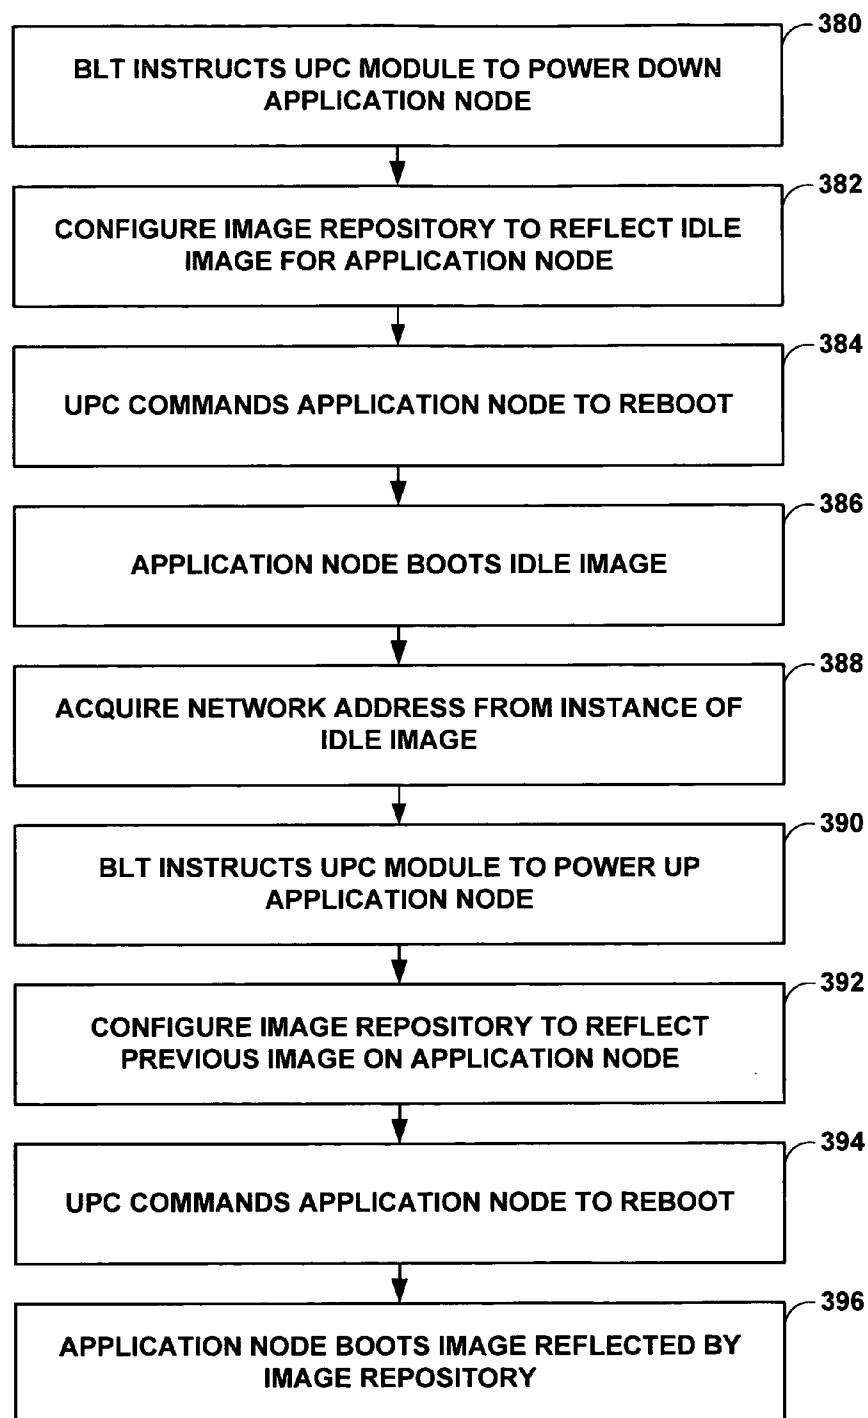 380
BLT INSTRUCTS UPC MODULE TO POWER DOWN
APPLICATION NODE
382
CONFIGURE IMAGE REPOSITORY TO REFLECT IDLE
IMAGE FOR APPLICATION NODE
384
UPC COMMANDS APPLICATION NODE TO REBOOT
386
APPLICATION NODE BOOTS IDLE IMAGE
388
ACQUIRE NETWORK ADDRESS FROM INSTANCE OF
IDLE IMAGE
390
BLT INSTRUCTS UPC MODULE TO POWER UP
APPLICATION NODE
392
CONFIGURE IMAGE REPOSITORY TO REFLECT
PREVIOUS IMAGE ON APPLICATION NODE
394
UPC COMMANDS APPLICATION NODE TO REBOOT
396
APPLICATION NODE BOOTS IMAGE REFLECTED BY
IMAGE REPOSITORY